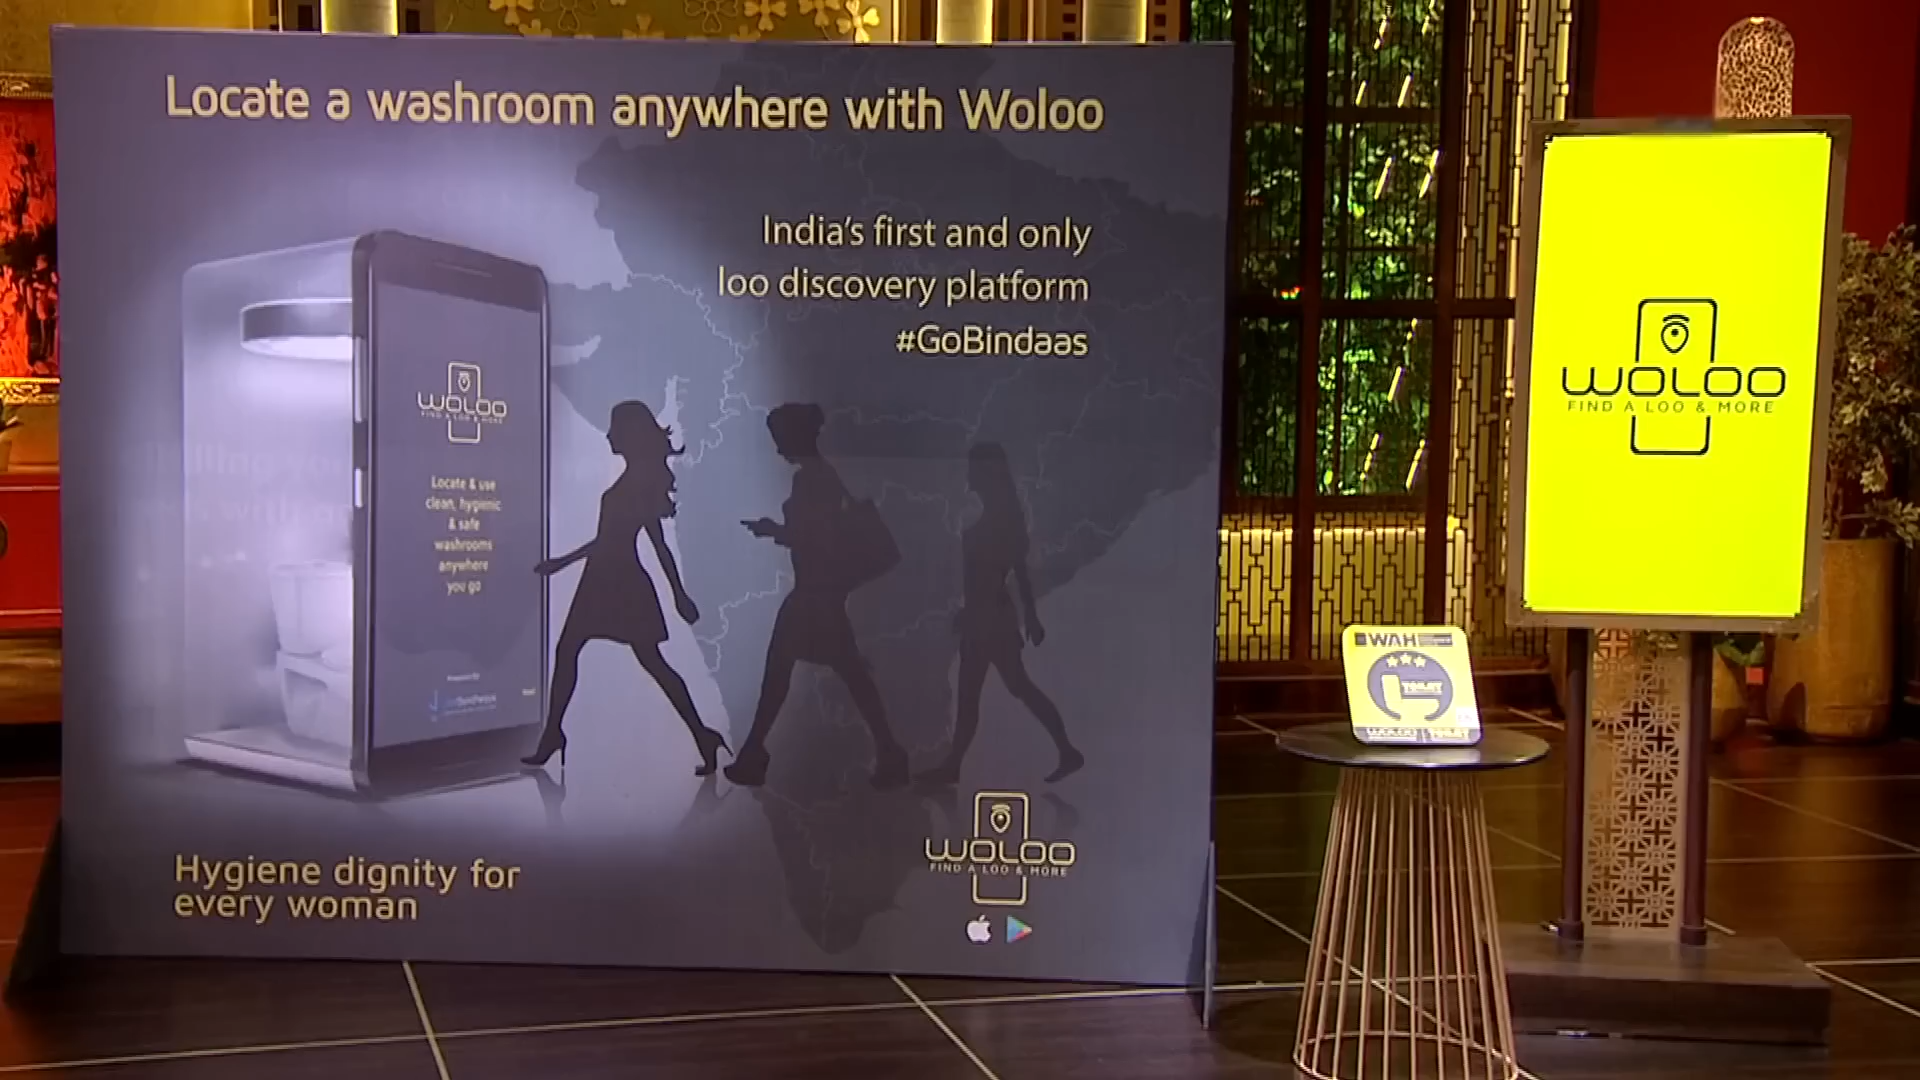 Locate a washroom anywhere with Woloo
India's first and only
loo discovery platform
#GoBindaas
WOLOO
FIND A LOO & MORE
Locate & use
clean, hygienic
& safe
washrooms
anywhere
you go
Hygiene dignity for
every woman
WOLOO
FIND A LOO & MORE
WOLOO
FIND A LOO & MORE
WAH
TOILET
WOLOO